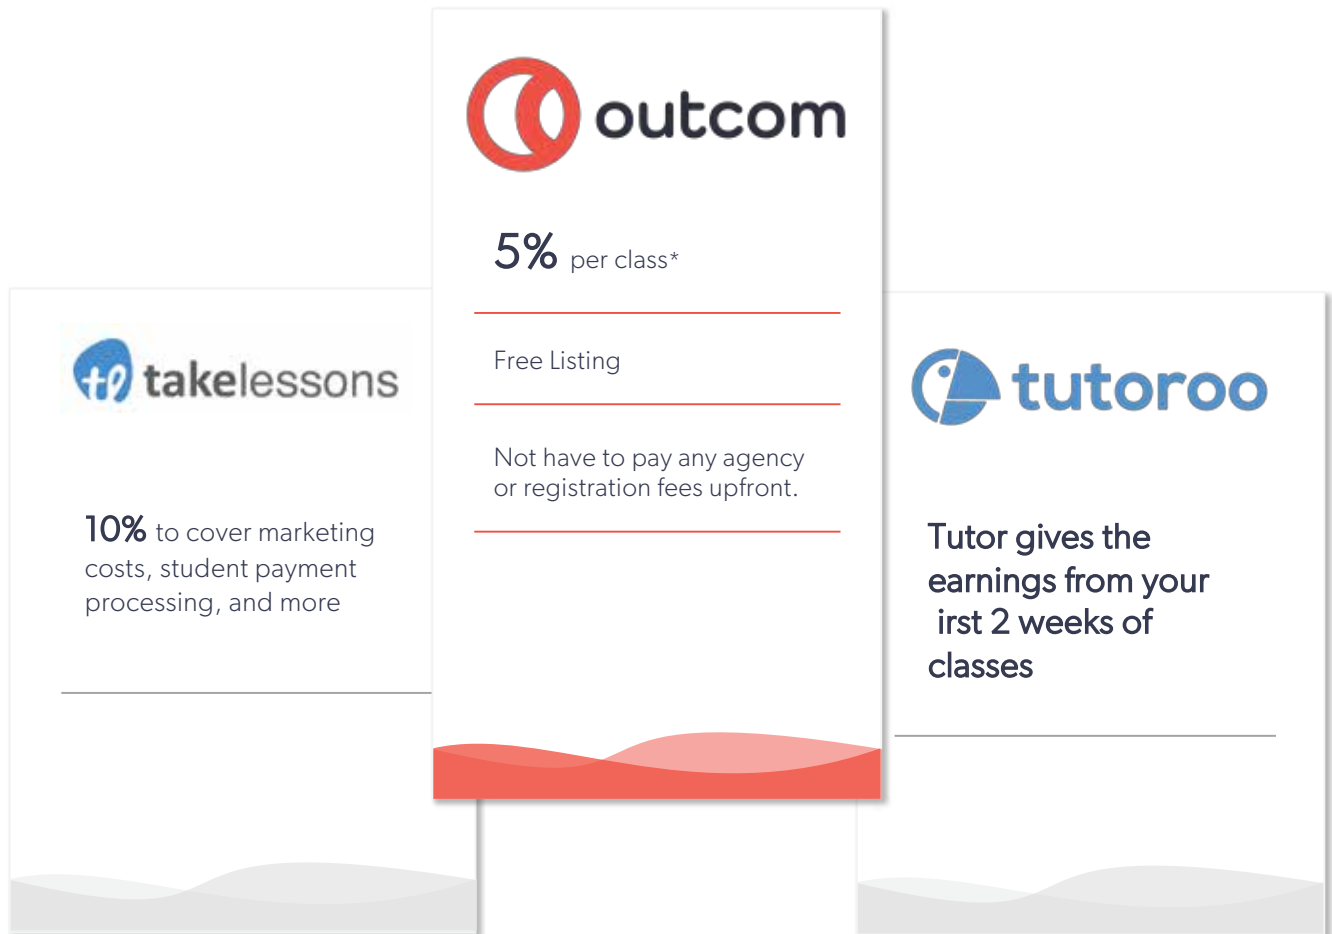 outcom
5% per class*
Free Listing
Not have to pay any agency
or registration fees upfront.
takelessons
10% to cover marketing
costs, student payment
processing, and more
tutoroo
Tutor gives the
earnings from your
irst 2 weeks of
classes